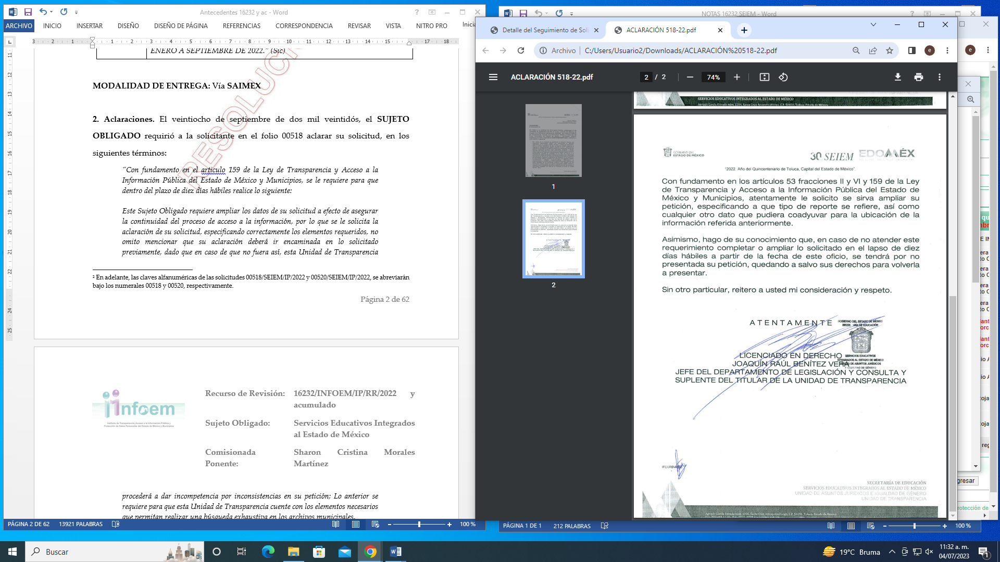 Antecedentes 16232 y ac - Word
ARCHIVO INICIO INSERTAR DISEÑO DISEÑO DE PÁGINA REFERENCIAS CORRESPONDENCIA REVISAR VISTA NITRO PRO Inicia
ENERO A SEPTIEMBRE DE 2022.” (Sic)
MODALIDAD DE ENTREGA: Vía SAIMEX
2. Aclaraciones. El veintiocho de septiembre de dos mil veintidós, el SUJETO
OBLIGADO requirió a la solicitante en el folio 00518 aclarar su solicitud, en los
siguientes términos:
“Con fundamento en el artículo 159 de la Ley de Transparencia y Acceso a la
Información Pública del Estado de México y Municipios, se le requiere para que
dentro del plazo de diez días hábiles realice lo siguiente:
Este Sujeto Obligado requiere ampliar los datos de su solicitud a efecto de asegurar
la continuidad del proceso de acceso a la información, por lo que se le solicita la
aclaración de su solicitud, especificando correctamente los elementos requeridos, no
omito mencionar que su aclaración deberá ir encaminada en lo solicitado
previamente, dado que en caso de que no fuera así, esta Unidad de Transparencia
² En adelante, las claves alfanuméricas de las solicitudes 00518/SEIEM/IP/2022 y 00520/SEIEM/IP/2022, se abreviarán
bajo los numerales 00518 y 00520, respectivamente.
Página 2 de 62
infoem
Instituto de Transparencia, Acceso a la Información Pública y
Protección de Datos Personales del Estado de México y Municipios
Recurso de Revisión: 16232/INFOEM/IP/RR/2022 y
acumulado
Sujeto Obligado: Servicios Educativos Integrados
al Estado de México
Comisionada Sharon Cristina Morales
Ponente: Martínez
procederá a dar incompetencia por inconsistencias en su petición; Lo anterior se
requiere para que esta Unidad de Transparencia cuente con los elementos necesarios
que permitan realizar una búsqueda exhaustiva en los archivos municipales.
PÁGINA 2 DE 62 13921 PALABRAS 100 %
NOTAS 16232 SEIEM - Word
Detalle del Seguimiento de Soli
ACLARACIÓN 518-22.pdf
Archivo C:/Users/Usuario2/Downloads/ACLARACIÓN%20518-22.pdf
ACLARACIÓN 518-22.pdf 2 / 2 74%
1
2
SERVICIOS EDUCATIVOS INTEGRADOS AL ESTADO DE MÉXICO
GOBIERNO DEL
ESTADO DE MÉXICO
30 SEIEM EDOMÉX
“2022. Año del Quincentenario de Toluca, Capital del Estado de México”.
Con fundamento en los artículos 53 fracciones II y VI y 159 de la Ley
de Transparencia y Acceso a la Información Pública del Estado de
México y Municipios, atentamente le solicito se sirva ampliar su
petición, especificando a que tipo de reporte se refiere, así como
cualquier otro dato que pudiera coadyuvar para la ubicación de la
información referida anteriormente.
Asimismo, hago de su conocimiento que, en caso de no atender este
requerimiento completar o ampliar lo solicitado en el lapso de diez
días hábiles a partir de la fecha de este oficio, se tendrá por no
presentada su petición, quedando a salvo sus derechos para volverla
a presentar.
Sin otro particular, reitero a usted mi consideración y respeto.
ATENTAMENTE
GOBIERNO DEL ESTADO DE MÉXICO
SERVICIOS EDUCATIVOS
INTEGRADOS AL ESTADO DE MÉXICO
LICENCIADO EN DERECHO
JOAQUÍN RAÚL BENÍTEZ VERA
JEFE DEL DEPARTAMENTO DE LEGISLACIÓN Y CONSULTA Y
SUPLENTE DEL TITULAR DE LA UNIDAD DE TRANSPARENCIA
SECRETARÍA DE EDUCACIÓN
SERVICIOS EDUCATIVOS INTEGRADOS AL ESTADO DE MÉXICO
UNIDAD DE ASUNTOS JURÍDICOS E IGUALDAD DE GÉNERO
UNIDAD DE TRANSPARENCIA
gresar
rotección de
PÁGINA 1 DE 1 212 PALABRAS 100 %
Buscar
19°C Bruma
11:32 a. m.
04/07/2023